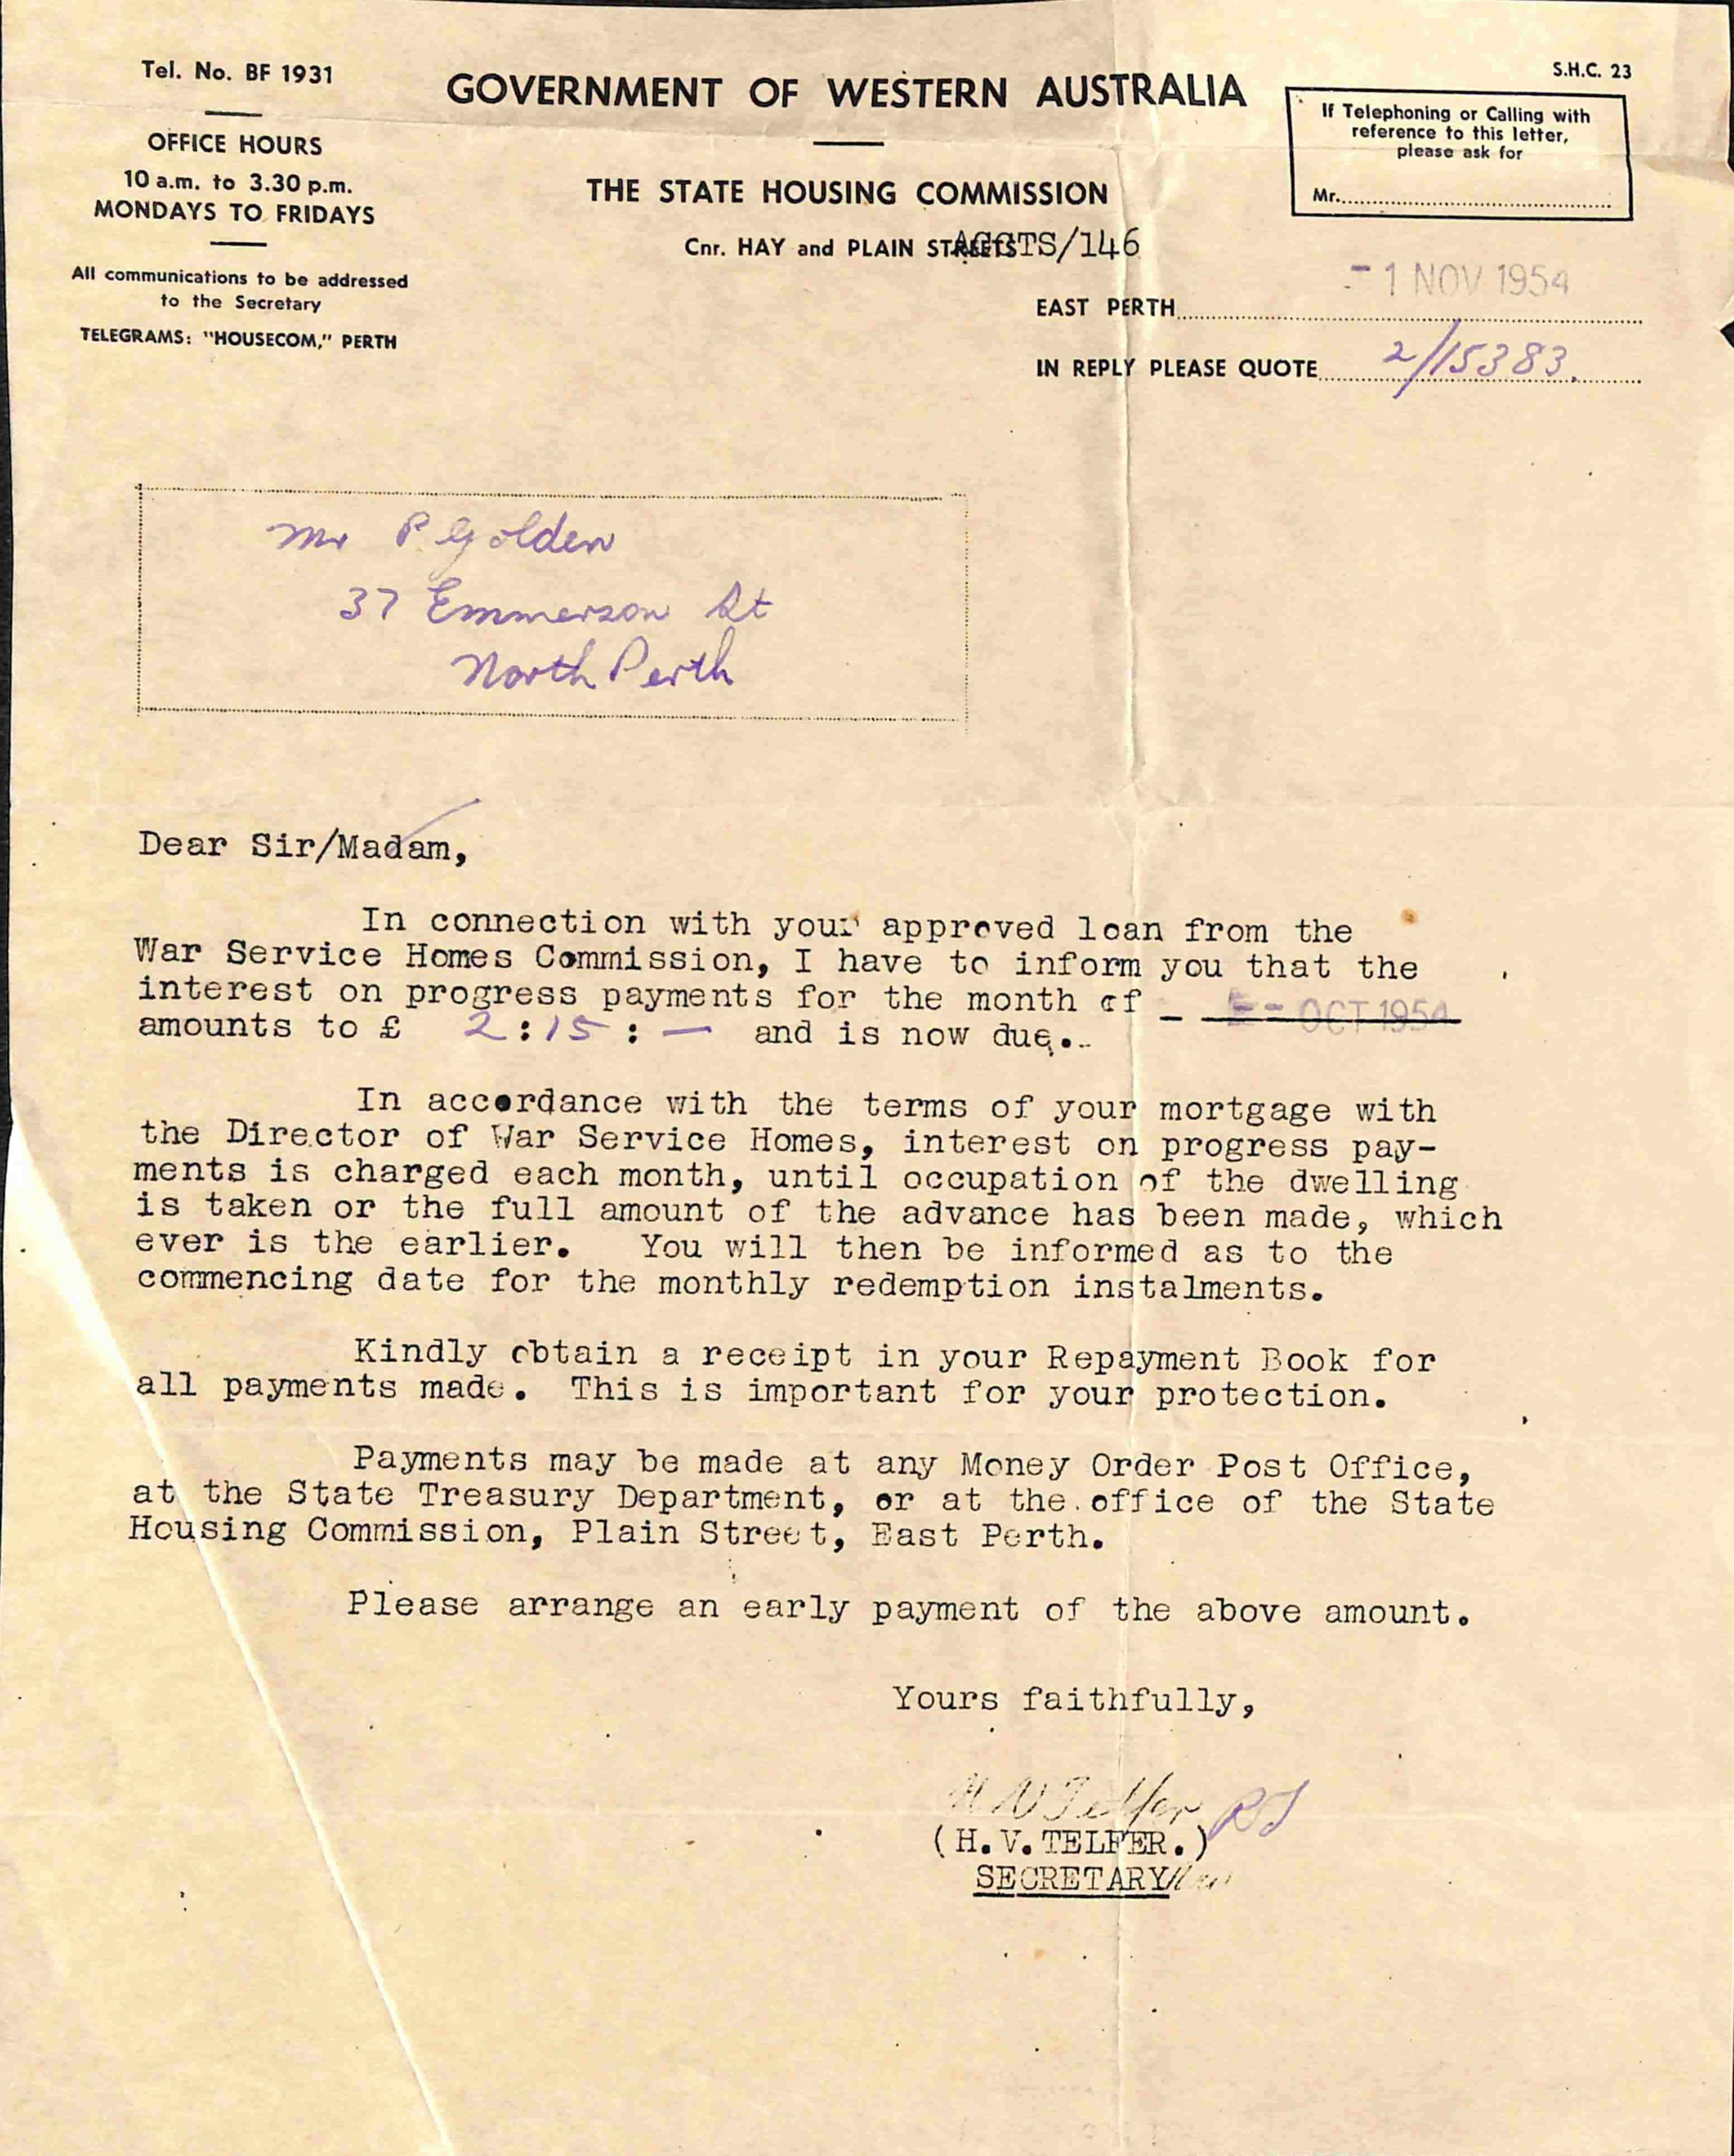 Tel. No. BF 1931
OFFICE HOURS
10 a.m. to 3.30 p.m.
MONDAYS TO FRIDAYS
All communications to be addressed
to the Secretary
TELEGRAMS: "HOUSECOM," PERTH
GOVERNMENT OF WESTERN AUSTRALIA
THE STATE HOUSING COMMISSION
Cnr. HAY and PLAIN STREETS
ACCTS/146
S.H.C. 23
If Telephoning or Calling with
reference to this letter,
please ask for
Mr.
EAST PERTH - 1 NOV 1954
IN REPLY PLEASE QUOTE 2/15383.
Mr P Golden
37 Emmerson St
North Perth
Dear Sir/Madam,
In connection with your approved loan from the
War Service Homes Commission, I have to inform you that the
interest on progress payments for the month of - OCT 1954
amounts to £ 2:15:— and is now due.
In accordance with the terms of your mortgage with
the Director of War Service Homes, interest on progress pay-
ments is charged each month, until occupation of the dwelling
is taken or the full amount of the advance has been made, which
ever is the earlier. You will then be informed as to the
commencing date for the monthly redemption instalments.
Kindly obtain a receipt in your Repayment Book for
all payments made. This is important for your protection.
Payments may be made at any Money Order Post Office,
at the State Treasury Department, or at the office of the State
Housing Commission, Plain Street, East Perth.
Please arrange an early payment of the above amount.
Yours faithfully,
H V Telfer
(H.V.TELFER.)
SECRETARY